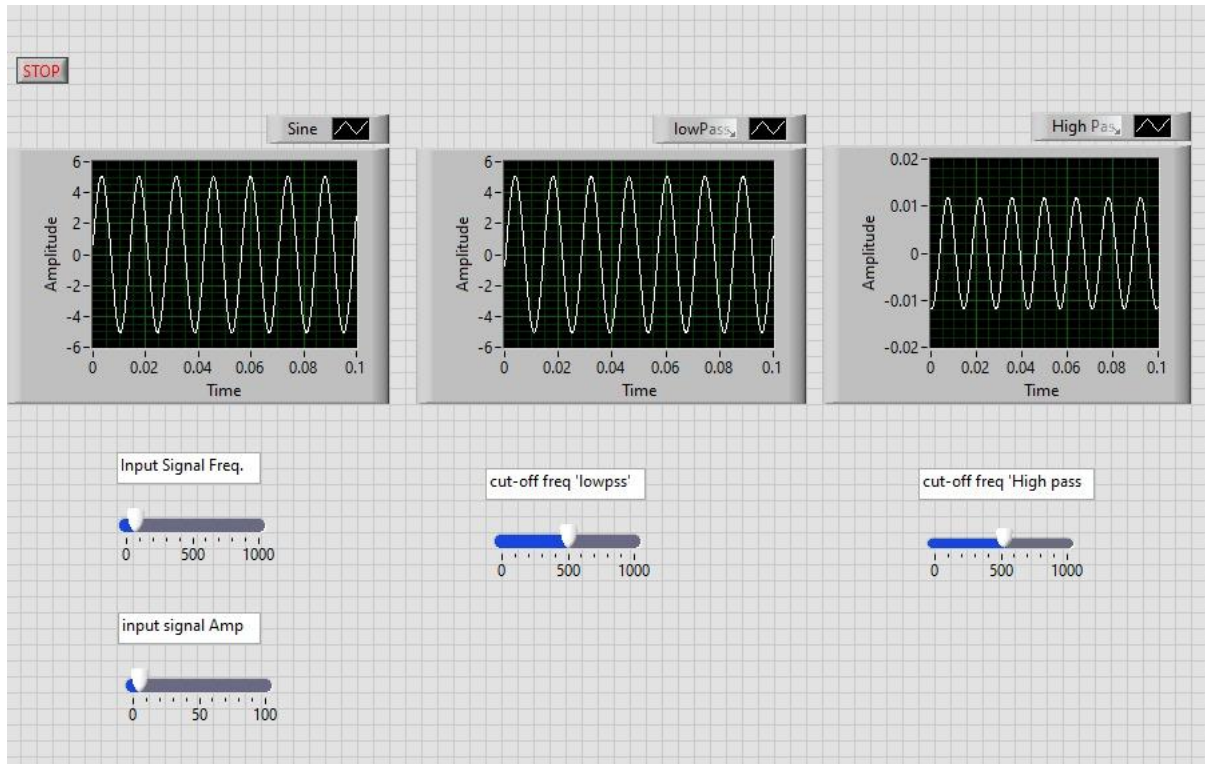 STOP
Sine
lowPass
High Pas
6
4
2
0
-2
-4
-6
Amplitude
0 0.02 0.04 0.06 0.08 0.1
Time
6
4
2
0
-2
-4
-6
Amplitude
0 0.02 0.04 0.06 0.08 0.1
Time
0.02
0.01
0
-0.01
-0.02
Amplitude
0 0.02 0.04 0.06 0.08 0.1
Time
Input Signal Freq.
0 500 1000
cut-off freq 'lowpss'
0 500 1000
cut-off freq 'High pass
0 500 1000
input signal Amp
0 50 100